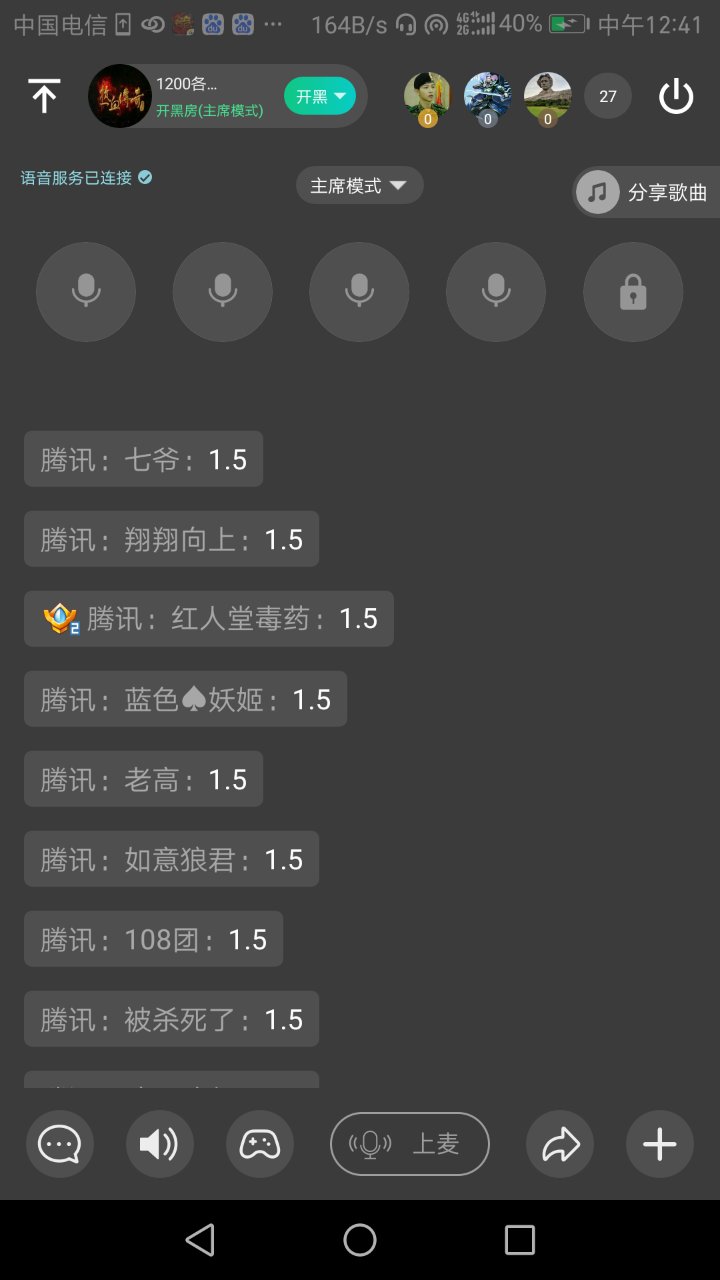 中国电信 164B/s 4G 2G 40% 中午12:41
热血传奇
1200各...
开黑房(主席模式)
开黑
0 0 0
27
语音服务已连接
主席模式
分享歌曲
腾讯：七爷：1.5
腾讯：翔翔向上：1.5
2 腾讯：红人堂毒药：1.5
腾讯：蓝色♠妖姬：1.5
腾讯：老高：1.5
腾讯：如意狼君：1.5
腾讯：108团：1.5
腾讯：被杀死了：1.5
上麦